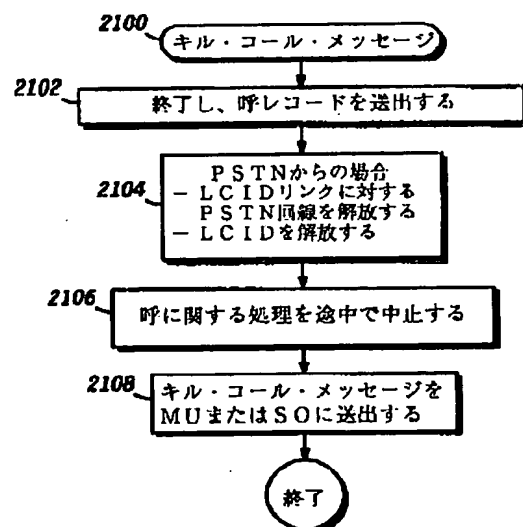 2100
キル・コール・メッセージ
2102
終了し、呼レコードを送出する
2104
PSTNからの場合
－LCIDリンクに対する
PSTN回線を解放する
－LCIDを解放する
2106
呼に関する処理を途中で中止する
2108
キル・コール・メッセージを
MUまたはSOに送出する
終了